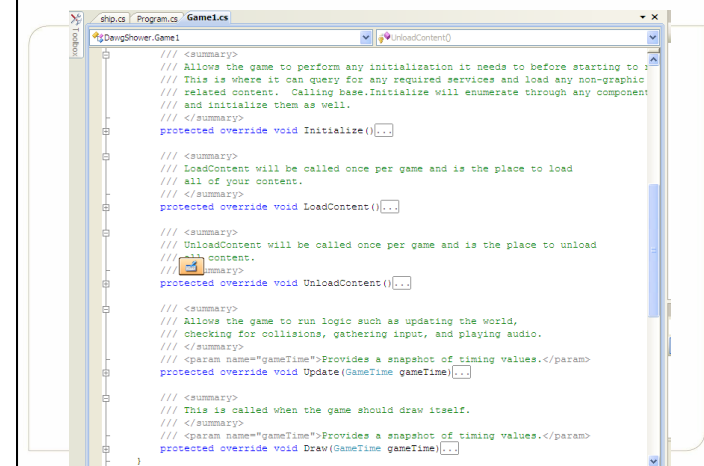 ship.cs Program.cs Game1.cs
Toolbox
DawgShower.Game1 UnloadContent()
/// <summary>
/// Allows the game to perform any initialization it needs to before starting to
/// This is where it can query for any required services and load any non-graphic
/// related content.  Calling base.Initialize will enumerate through any component
/// and initialize them as well.
/// </summary>
protected override void Initialize()...
/// <summary>
/// LoadContent will be called once per game and is the place to load
/// all of your content.
/// </summary>
protected override void LoadContent()...
/// <summary>
/// UnloadContent will be called once per game and is the place to unload
/// content.
/// mmary>
protected override void UnloadContent()...
/// <summary>
/// Allows the game to run logic such as updating the world,
/// checking for collisions, gathering input, and playing audio.
/// </summary>
/// <param name="gameTime">Provides a snapshot of timing values.</param>
protected override void Update(GameTime gameTime)...
/// <summary>
/// This is called when the game should draw itself.
/// </summary>
/// <param name="gameTime">Provides a snapshot of timing values.</param>
protected override void Draw(GameTime gameTime)...
}